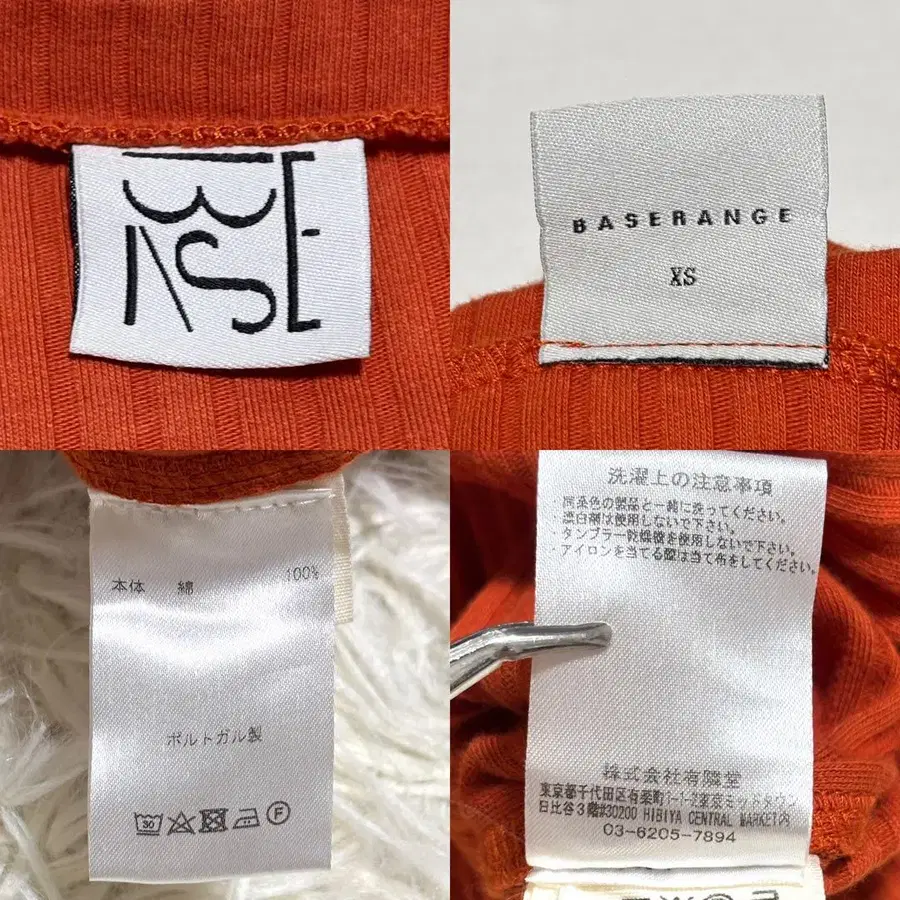 BASE
BASERANGE
XS
本体 綿 100%
ポルトガル製
30
F
洗濯上の注意事項
・同系色の製品と一緒に洗ってください。
漂白剤は使用しないで下さい。
・タンブラー乾燥機を使用しないで下さい。
・アイロンを当てる際は当て布をしてください。
株式会社有隣堂
東京都千代田区有楽町1-1-2東京ミッドタウン
日比谷3階#30200 HIBIYA CENTRAL MARKET内
03-6205-7894